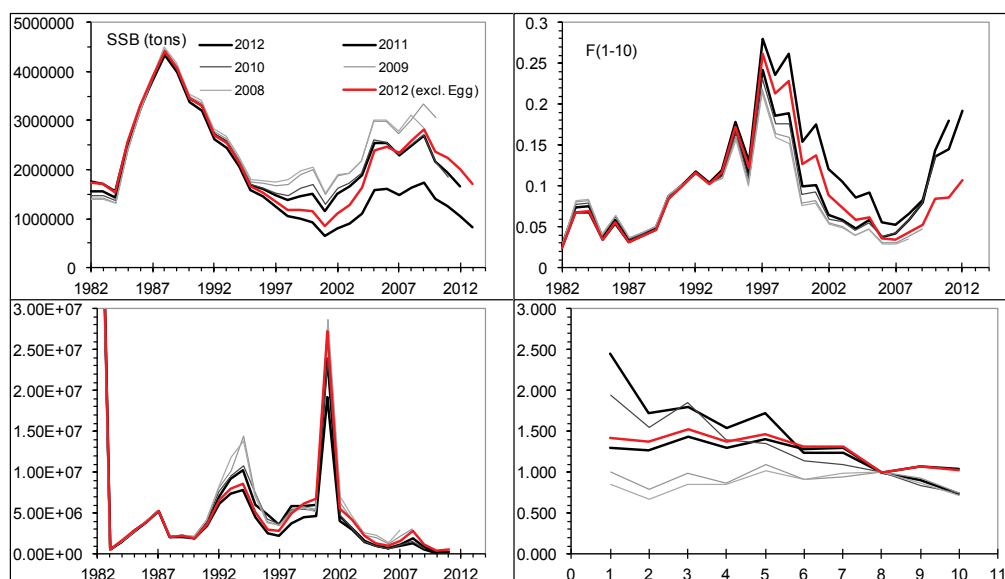 5000000
4000000
3000000
2000000
1000000
0
SSB (tons)
2012
2011
2010
2009
2008
2012 (excl. Egg)
1982 1987 1992 1997 2002 2007 2012
0.3
0.25
0.2
0.15
0.1
0.05
0
F(1-10)
1982 1987 1992 1997 2002 2007 2012
3.00E+07
2.50E+07
2.00E+07
1.50E+07
1.00E+07
5.00E+06
0.00E+00
1982 1987 1992 1997 2002 2007 2012
3.000
2.500
2.000
1.500
1.000
0.500
0.000
0 1 2 3 4 5 6 7 8 9 10 11